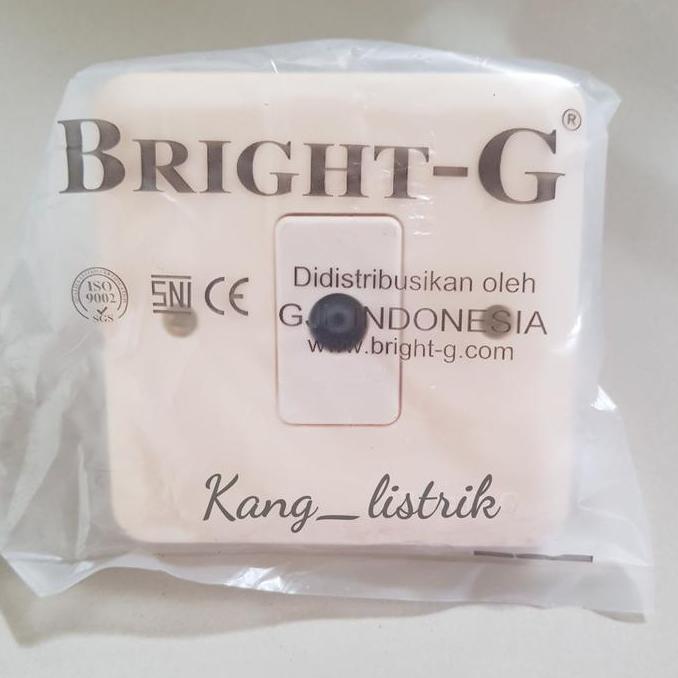 BRIGHT-G®
ISO
9002
SGS
SNI CE
Didistribusikan oleh
INDONESIA
www.bright-g.com
Kang_listrik